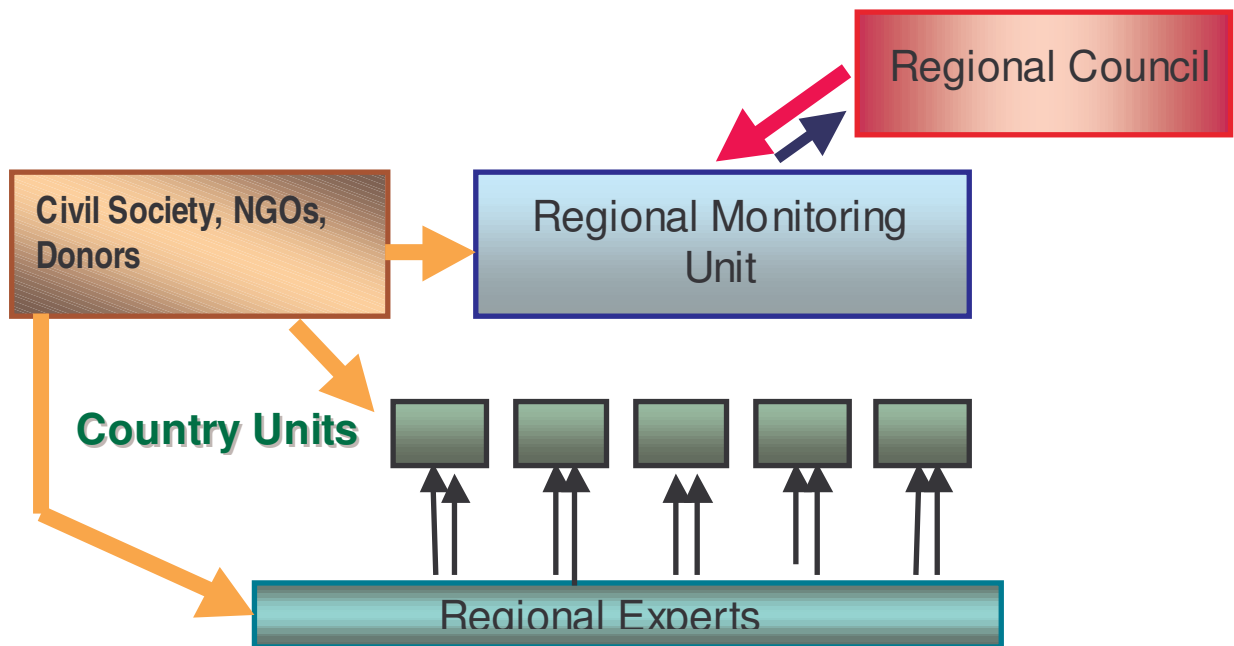 Regional Council
Civil Society, NGOs,
Donors
Regional Monitoring
Unit
Country Units
Regional Experts